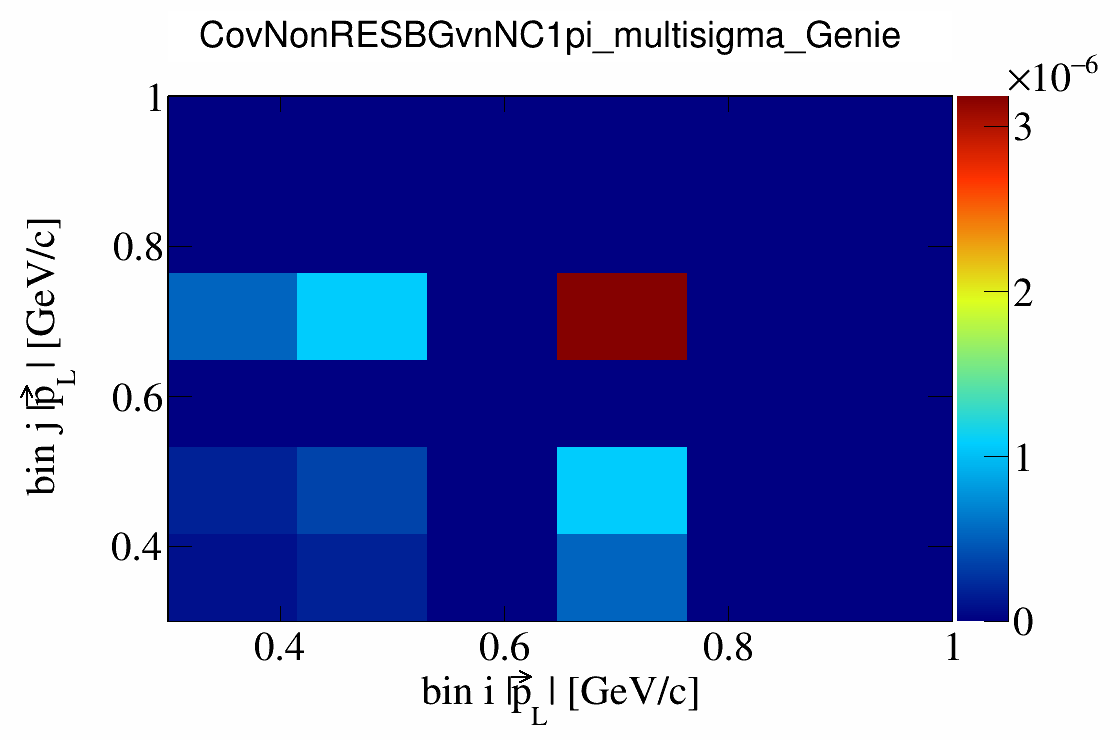 CovNonRESBGvnNC1pi_multisigma_Genie
×10⁻⁶
1
0.8
0.6
0.4
bin j |p⃗_L| [GeV/c]
0.4 0.6 0.8 1
bin i |p⃗_L| [GeV/c]
3
2
1
0